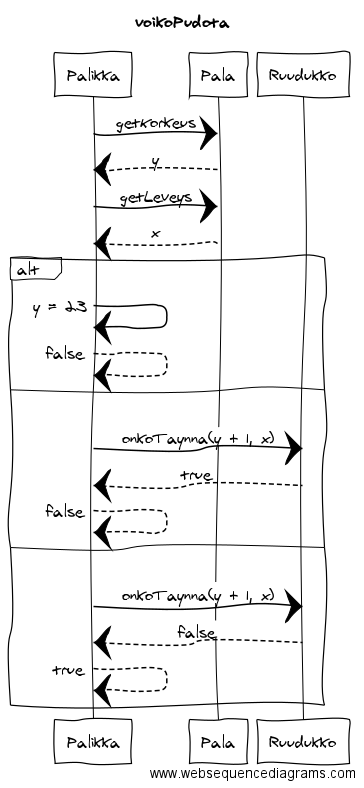 voikoPudota
Palikka Pala Ruudukko
getKorkeus
y
getLeveys
x
alt
y = 23
false
onkoTaynna(y + 1, x)
true
false
onkoTaynna(y + 1, x)
false
true
Palikka Pala Ruudukko
www.websequencediagrams.com